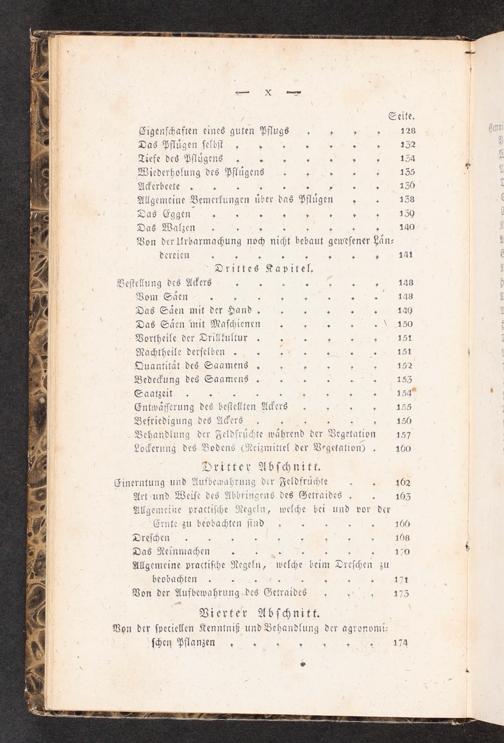 — X —
Seite.
Eigenschaften eines guten Pflugs . . . . 128
Das Pflügen selbst . . . . . . . 132
Tiefe des Pflügens . . . . . . . 134
Wiederholung des Pflügens . . . . . 135
Ackerbeete . . . . . . . . . 136
Allgemeine Bemerkungen über das Pflügen . . 138
Das Eggen . . . . . . . . 139
Das Walzen . . . . . . . . 140
Von der Urbarmachung noch nicht bebaut gewesener Län-
dereien . . . . . . . . 141
Drittes Kapitel.
Bestellung des Ackers . . . . . . . 148
Vom Säen . . . . . . . . 148
Das Säen mit der Hand . . . . . . 149
Das Säen mit Maschienen . . . . . 150
Vortheile der Drillkultur . . . . . . 151
Nachtheile derselben . . . . . . . 151
Quantität des Saamens . . . . . . 152
Bedeckung des Saamens . . . . . . 153
Saatzeit . . . . . . . . . 154
Entwässerung des bestellten Ackers . . . . 155
Befriedigung des Ackers . . . . . . 156
Behandlung der Feldfrüchte während der Vegetation 157
Lockerung des Bodens (Reizmittel der Vegetation) . 160
Dritter Abschnitt.
Einerntung und Aufbewahrung der Feldfrüchte . . 162
Art und Weise des Abbringens des Getraides . . 163
Allgemeine practische Regeln, welche bei und vor der
Ernte zu beobachten sind . . . . . 166
Dreschen . . . . . . . . . 168
Das Reinmachen . . . . . . . 170
Allgemeine practische Regeln, welche beim Dreschen zu
beobachten . . . . . . . . 171
Von der Aufbewahrung des Getraides . . . 173
Vierter Abschnitt.
Von der speciellen Kenntniß und Behandlung der agronomi-
schen Pflanzen . . . . . . . 174